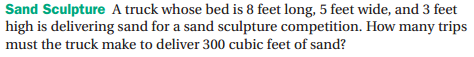 Sand Sculpture A truck whose bed is 8 feet long, 5 feet wide, and 3 feet
high is delivering sand for a sand sculpture competition. How many trips
must the truck make to deliver 300 cubic feet of sand?